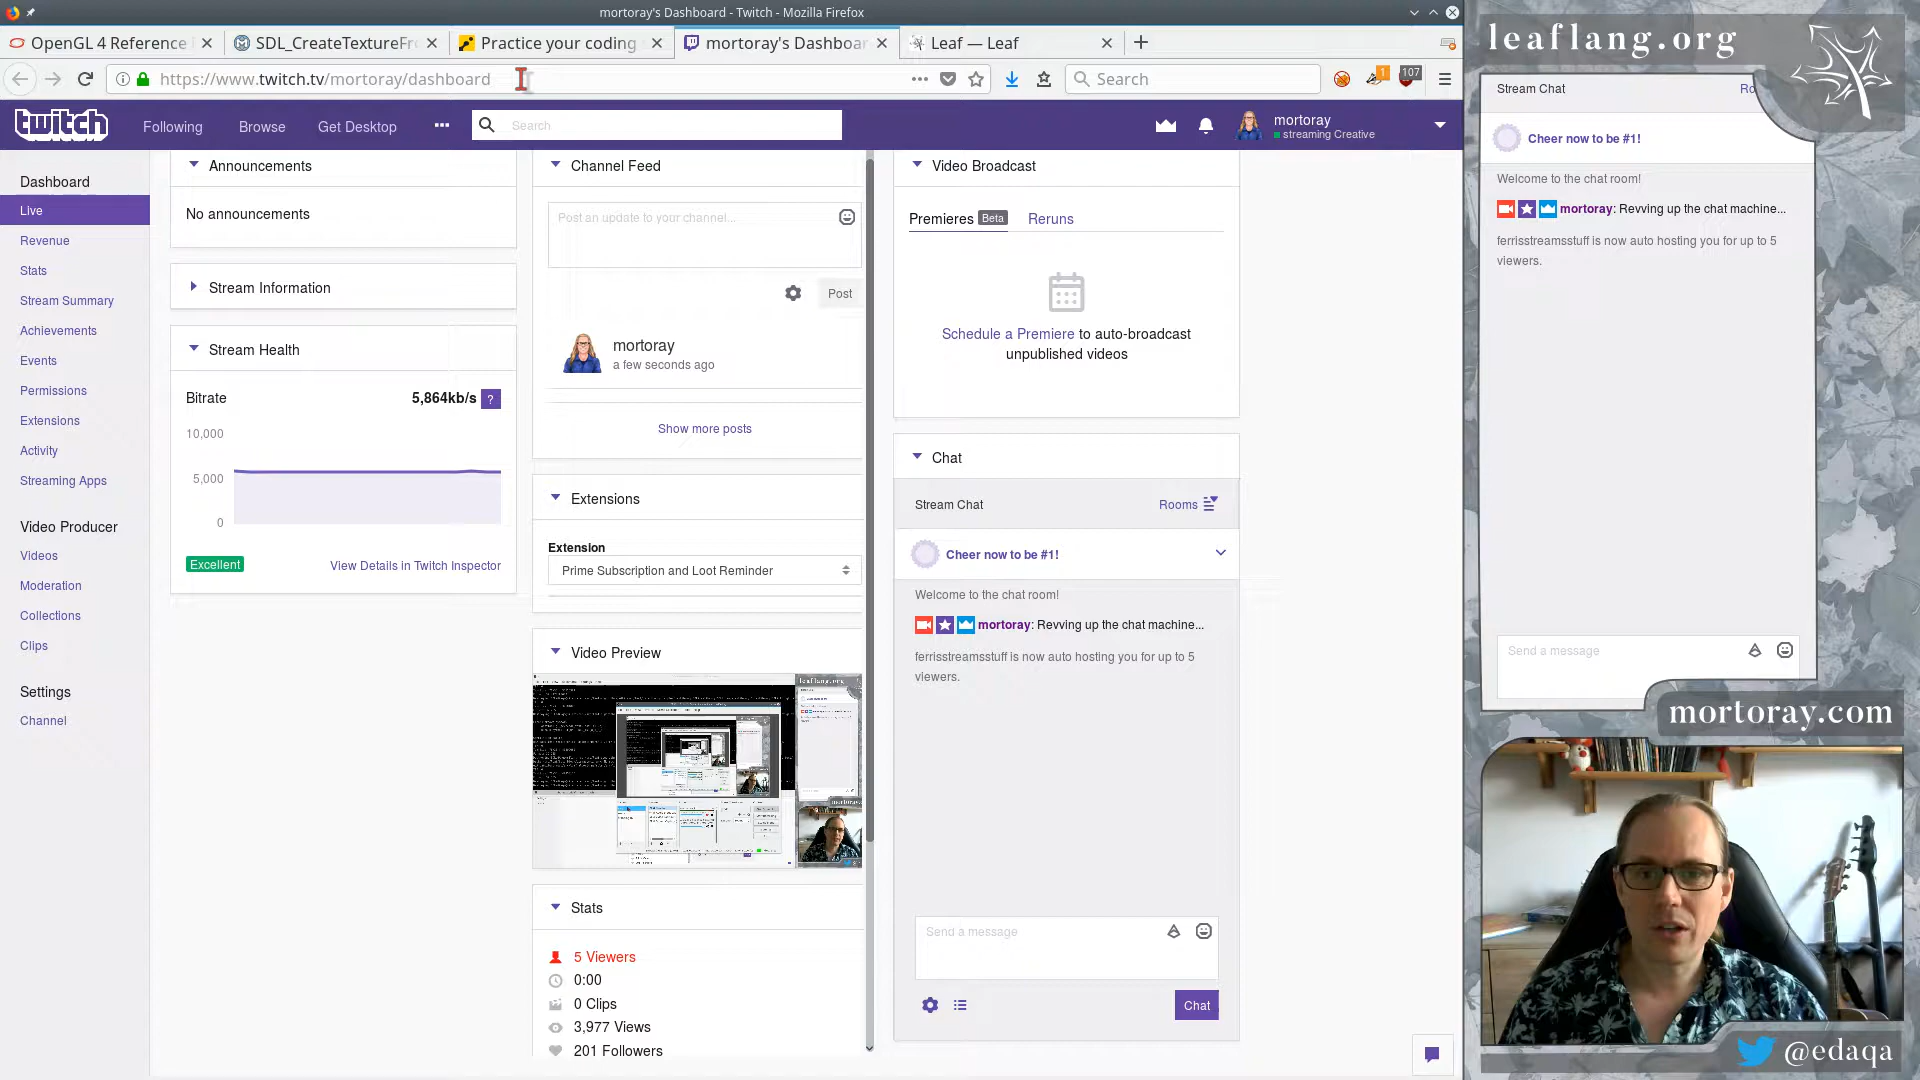 mortoray's Dashboard - Twitch - Mozilla Firefox
OpenGL 4 Reference
SDL_CreateTextureFr
Practice your coding
mortoray's Dashboar
Leaf — Leaf
https://www.twitch.tv/mortoray/dashboard
Search
1
107
twitch
Following
Browse
Get Desktop
Search
mortoray
streaming Creative
Dashboard
Live
Revenue
Stats
Stream Summary
Achievements
Events
Permissions
Extensions
Activity
Streaming Apps
Video Producer
Videos
Moderation
Collections
Clips
Settings
Channel
Announcements
No announcements
Stream Information
Stream Health
Bitrate
5,864kb/s ?
10,000
5,000
0
Excellent
View Details in Twitch Inspector
Channel Feed
Post an update to your channel...
Post
mortoray
a few seconds ago
Show more posts
Extensions
Extension
Prime Subscription and Loot Reminder
Video Preview
leaflang.org
Stats
5 Viewers
0:00
0 Clips
3,977 Views
201 Followers
Video Broadcast
Premieres Beta
Reruns
Schedule a Premiere to auto-broadcast
unpublished videos
Chat
Stream Chat
Rooms
Cheer now to be #1!
Welcome to the chat room!
mortoray: Revving up the chat machine...
ferrisstreamsstuff is now auto hosting you for up to 5
viewers.
Send a message
Chat
leaflang.org
Stream Chat
Ro
Cheer now to be #1!
Welcome to the chat room!
mortoray: Revving up the chat machine...
ferrisstreamsstuff is now auto hosting you for up to 5
viewers.
Send a message
mortoray.com
@edaqa